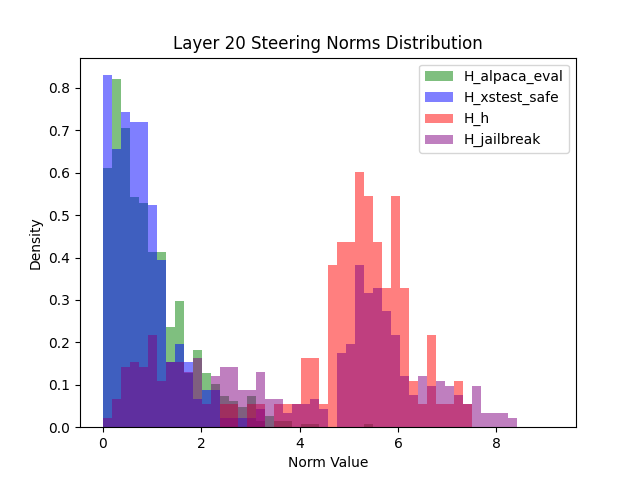 Layer 20 Steering Norms Distribution
H_alpaca_eval
H_xstest_safe
H_h
H_jailbreak
Density
0.8
0.7
0.6
0.5
0.4
0.3
0.2
0.1
0.0
0 2 4 6 8
Norm Value